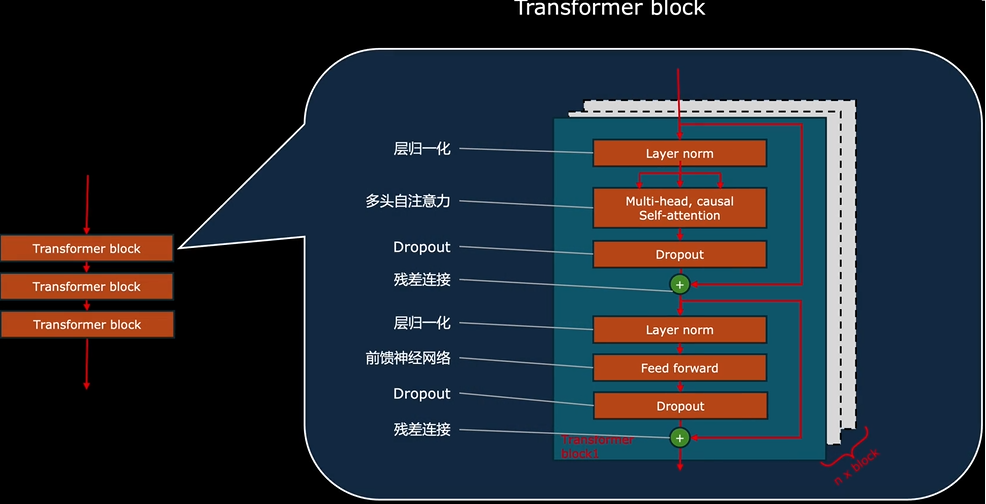 Transformer block
Transformer block
Transformer block
Transformer block
层归一化
多头自注意力
Dropout
残差连接
层归一化
前馈神经网络
Dropout
残差连接
Layer norm
Multi-head, causal
Self-attention
Dropout
+
Layer norm
Feed forward
Dropout
+
Transformer
block1
n x block